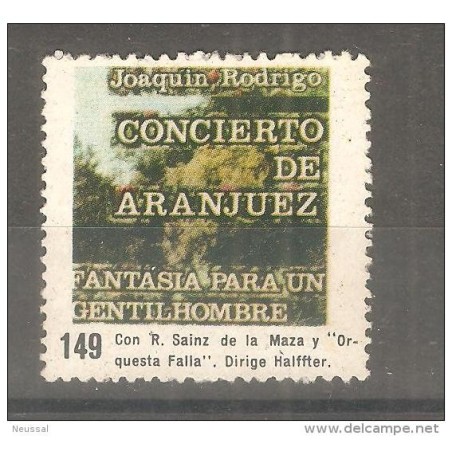 Joaquin Rodrigo
CONCIERTO
DE
ARANJUEZ
FANTASIA PARA UN
GENTILHOMBRE
149 Con R. Sainz de la Maza y "Or-
questa Falla". Dirige Halffter.
Neussal
delcampe.net